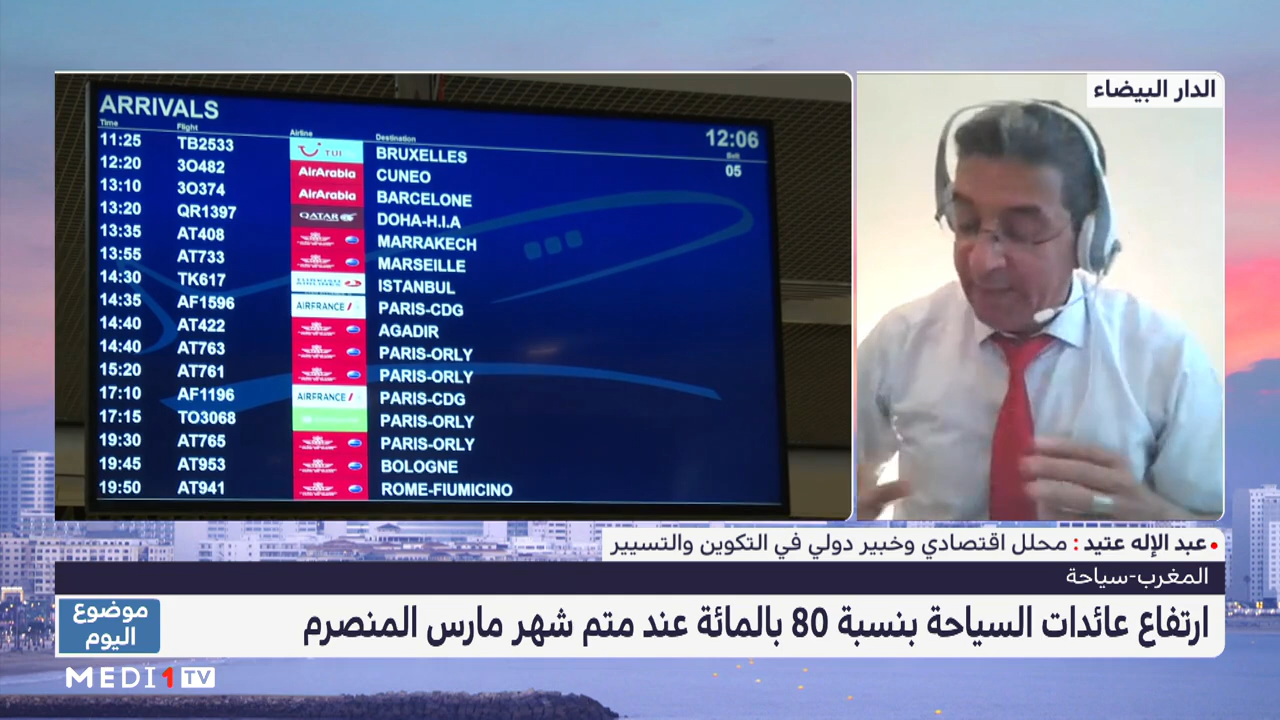 ARRIVALS
12:06
Time Flight Airline Destination Belt
11:25 TB2533 TUI BRUXELLES 05
12:20 3O482 AirArabia CUNEO
13:10 3O374 AirArabia BARCELONE
13:20 QR1397 QATAR DOHA-H.I.A
13:35 AT408 MARRAKECH
13:55 AT733 MARSEILLE
14:30 TK617 ISTANBUL
14:35 AF1596 AIRFRANCE PARIS-CDG
14:40 AT422 AGADIR
14:40 AT763 PARIS-ORLY
15:20 AT761 PARIS-ORLY
17:10 AF1196 AIRFRANCE PARIS-CDG
17:15 TO3068 PARIS-ORLY
19:30 AT765 PARIS-ORLY
19:45 AT953 BOLOGNE
19:50 AT941 ROME-FIUMICINO
الدار البيضاء
عبد الإله عتيد : محلل اقتصادي وخبير دولي في التكوين والتسيير
المغرب-سياحة
ارتفاع عائدات السياحة بنسبة 80 بالمائة عند متم شهر مارس المنصرم
موضوع
اليوم
MEDI1TV